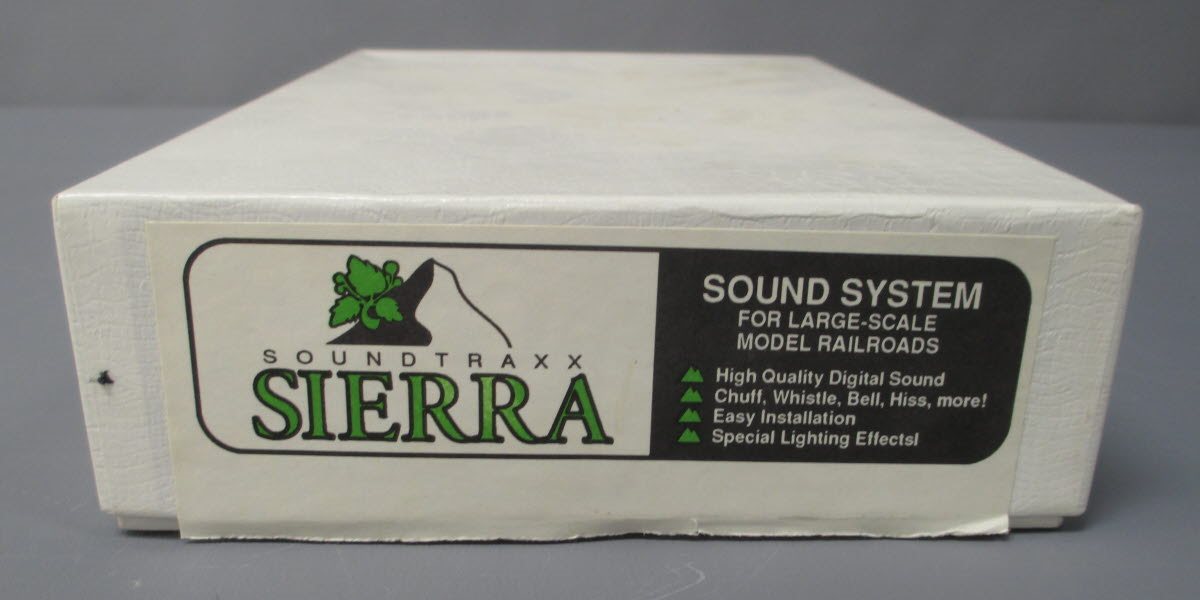 SOUNDTRAXX
SIERRA
SOUND SYSTEM
FOR LARGE-SCALE
MODEL RAILROADS
High Quality Digital Sound
Chuff, Whistle, Bell, Hiss, more!
Easy Installation
Special Lighting Effects!